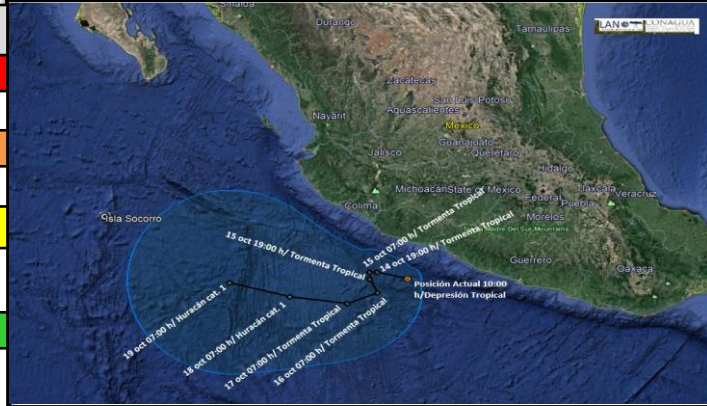 Sinaloa
Durango
Tamaulipas
LAN
CONAGUA
Zacatecas
San Luis Potosí
Aguascalientes
Nayarit
México
Guanajuato
Jalisco
Querétaro
Hidalgo
Michoacán
State of Mexico
Tlaxcala
Federal
Puebla
Veracruz
Colima
Morelos
Isla Socorro
Madre Del Sur Mountains
Guerrero
Oaxaca
15 oct 07:00 h/ Tormenta Tropical
14 oct 19:00 h/ Tormenta Tropical
15 oct 19:00 h/ Tormenta Tropical
Posición Actual 10:00
h/Depresión Tropical
19 oct 07:00 h/ Huracán cat. 1
18 oct 07:00 h/ Huracán cat. 1
17 oct 07:00 h/ Tormenta Tropical
16 oct 07:00 h/ Tormenta Tropical